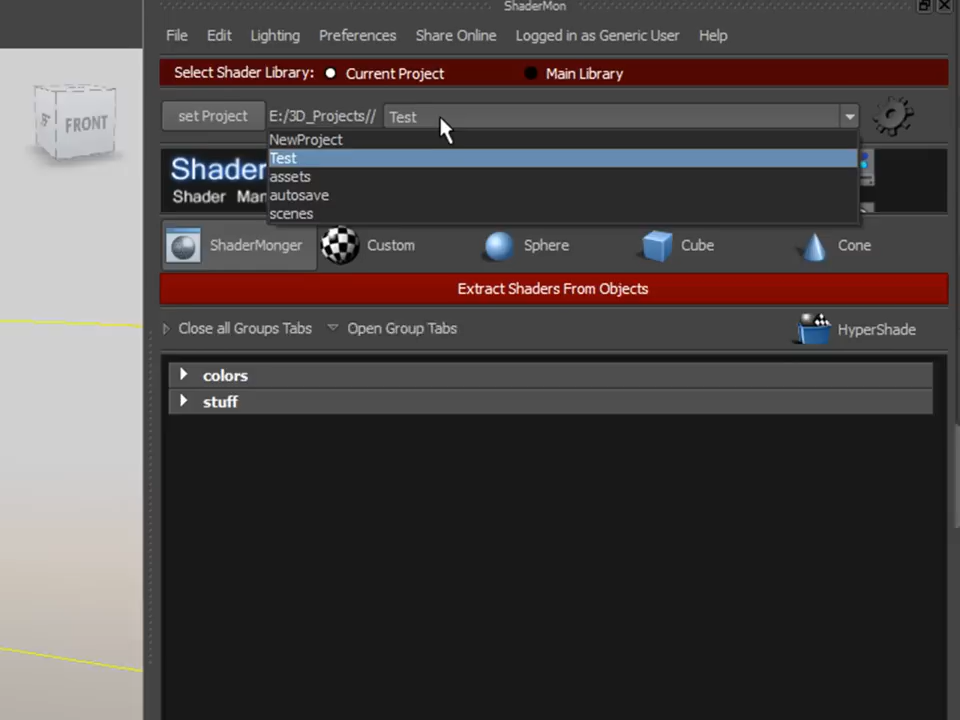 ShaderMon
File Edit Lighting Preferences Share Online Logged in as Generic User Help
Select Shader Library: Current Project Main Library
set Project E:/3D_Projects// Test
NewProject
Test
assets
autosave
scenes
Shader
Shader Man
FRONT
ShaderMonger Custom Sphere Cube Cone
Extract Shaders From Objects
Close all Groups Tabs Open Group Tabs HyperShade
colors
stuff